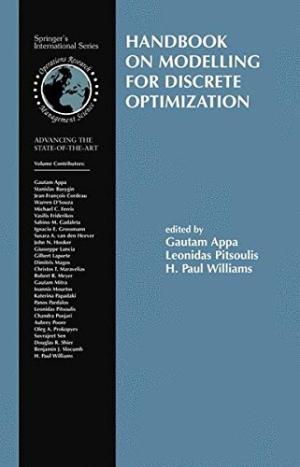 Springer's
International Series
Operations Research
Management Science
ADVANCING THE
STATE-OF-THE-ART
Volume Contributors:
Gautam Appa
Stanislav Busygin
Jean-François Cordeau
Warren D'Souza
Michael C. Ferris
Vasilis Friderikos
Sabino M. Gadaleta
Ignacio E. Grossmann
Susara A. van den Heever
John N. Hooker
Giuseppe Lancia
Gilbert Laporte
Dimitris Magos
Christos T. Maravelias
Robert R. Meyer
Gautam Mitra
Ioannis Mourtos
Katerina Papadaki
Panos Pardalos
Leonidas Pitsoulis
Chandra Poojari
Aubrey Poore
Oleg A. Prokopyev
Suvrajeet Sen
Douglas R. Shier
Benjamin J. Slocumb
H. Paul Williams
HANDBOOK
ON MODELLING
FOR DISCRETE
OPTIMIZATION
edited by
Gautam Appa
Leonidas Pitsoulis
H. Paul Williams